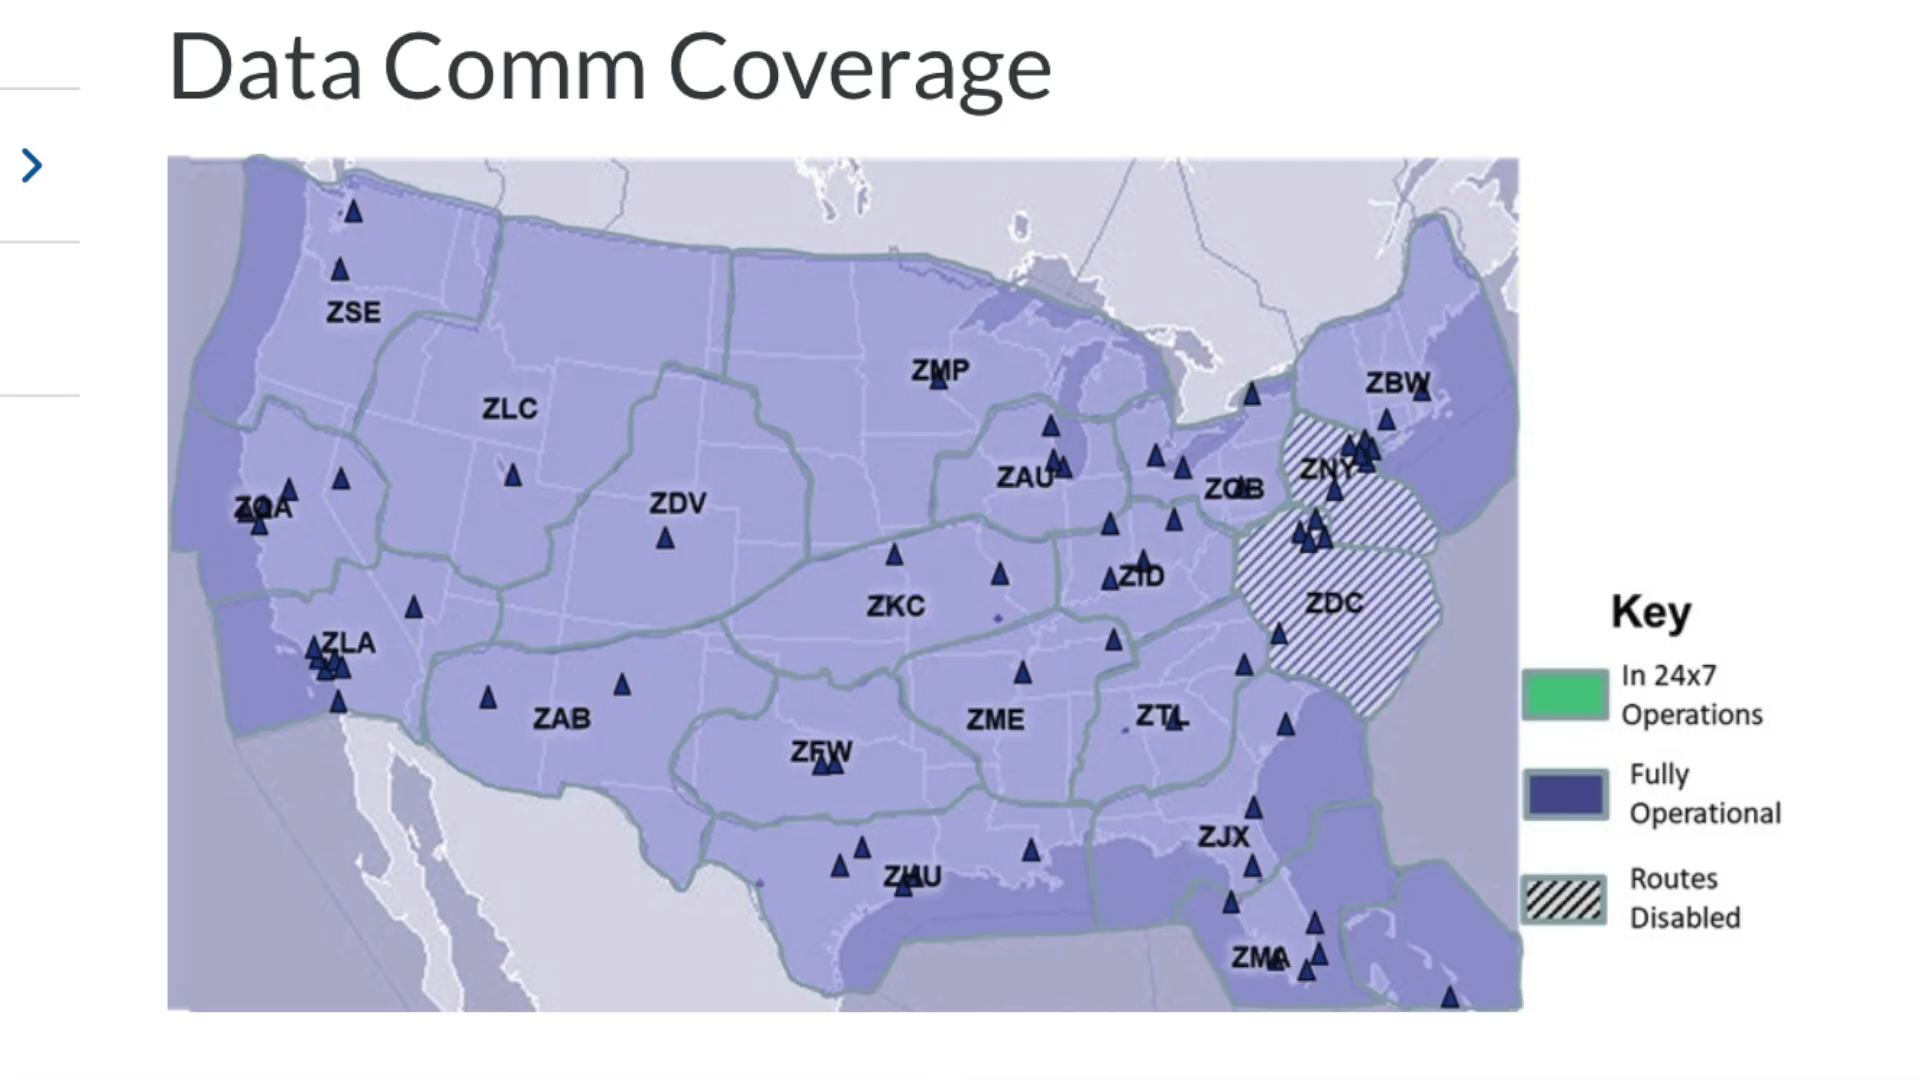 Data Comm Coverage
ZSE
ZMP
ZBW
ZLC
ZAU
ZNY
ZOB
ZDV
ZOA
ZID
ZKC
ZDC
ZLA
ZAB
ZME
ZTL
ZFW
ZJX
ZHU
ZMA
Key
In 24x7
Operations
Fully
Operational
Routes
Disabled